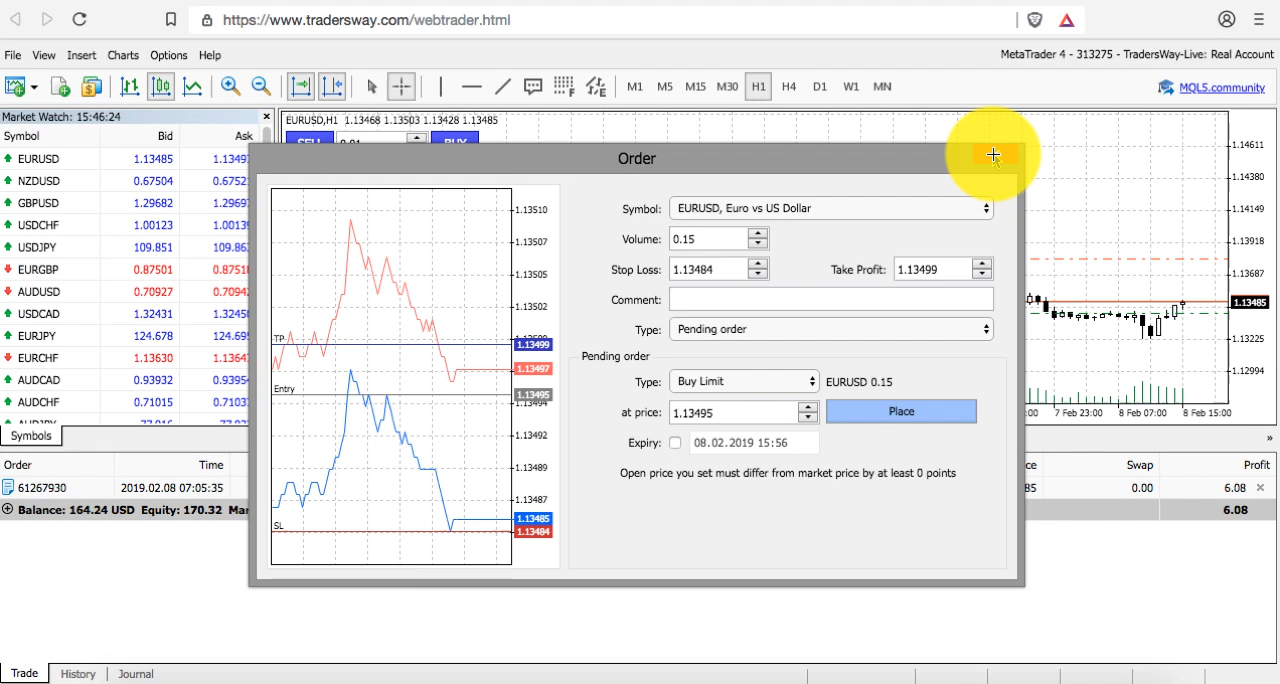 https://www.tradersway.com/webtrader.html
File View Insert Charts Options Help
MetaTrader 4 - 313275 - TradersWay-Live: Real Account
M1 M5 M15 M30 H1 H4 D1 W1 MN
MQL5.community
Market Watch: 15:46:24
Symbol Bid Ask
EURUSD 1.13485
NZDUSD 0.67504
GBPUSD 1.29682
USDCHF 1.00123
USDJPY 109.851
EURGBP 0.87501
AUDUSD 0.70927
USDCAD 1.32431
EURJPY 124.678
EURCHF 1.13630
AUDCAD 0.93932
AUDCHF 0.71015
Symbols
EURUSD,H1 1.13468 1.13503 1.13428 1.13485
1.14611
1.14380
1.14149
1.13918
1.13687
1.13485
1.13225
1.12994
7 Feb 23:00 8 Feb 07:00 8 Feb 15:00
Order
1.13510
1.13507
1.13505
1.13502
TP
1.13499
1.13497
Entry
1.13495
1.13494
1.13492
1.13489
1.13487
SL
1.13485
1.13484
Symbol: EURUSD, Euro vs US Dollar
Volume: 0.15
Stop Loss: 1.13484 Take Profit: 1.13499
Comment:
Type: Pending order
Pending order
Type: Buy Limit EURUSD 0.15
at price: 1.13495 Place
Expiry: 08.02.2019 15:56
Open price you set must differ from market price by at least 0 points
Order Time Swap Profit
61267930 2019.02.08 07:05:35 0.00 6.08
Balance: 164.24 USD Equity: 170.32 6.08
Trade History Journal